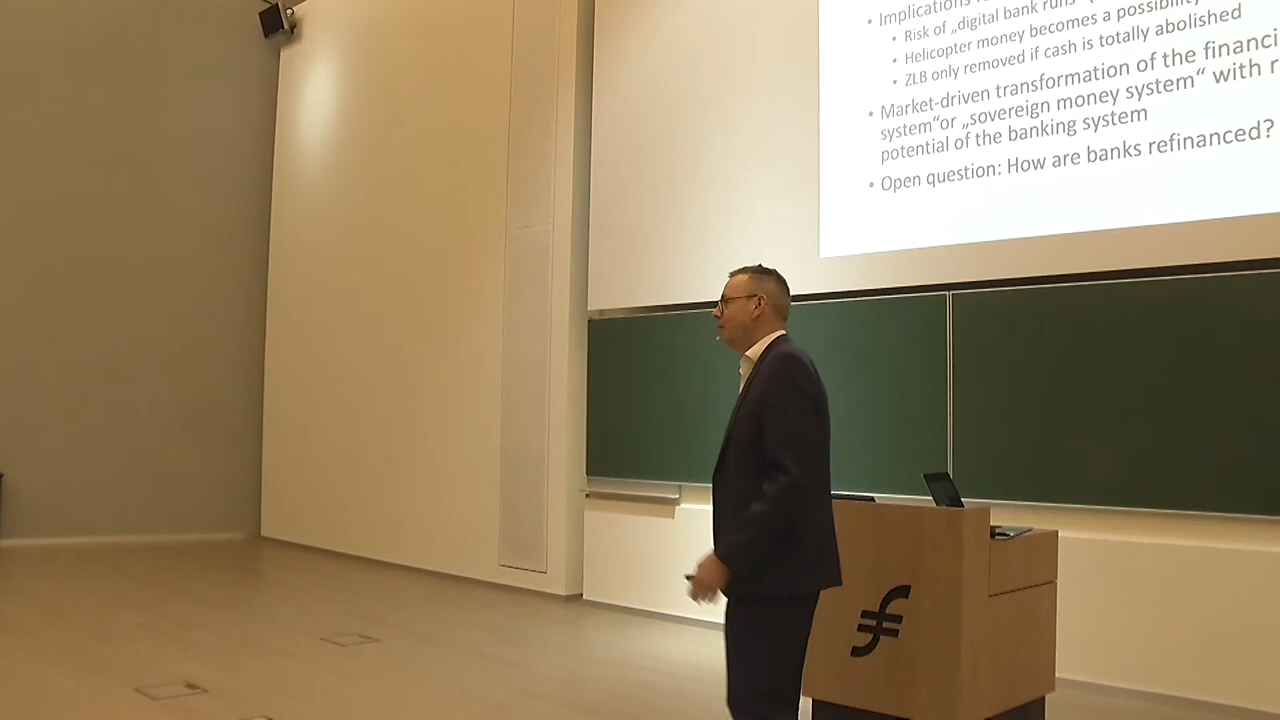 • Implications
• Risk of „digital bank runs“
• Helicopter money becomes a possibility
• ZLB only removed if cash is totally abolished
• Market-driven transformation of the financi
system“or „sovereign money system“ with r
potential of the banking system
• Open question: How are banks refinanced?